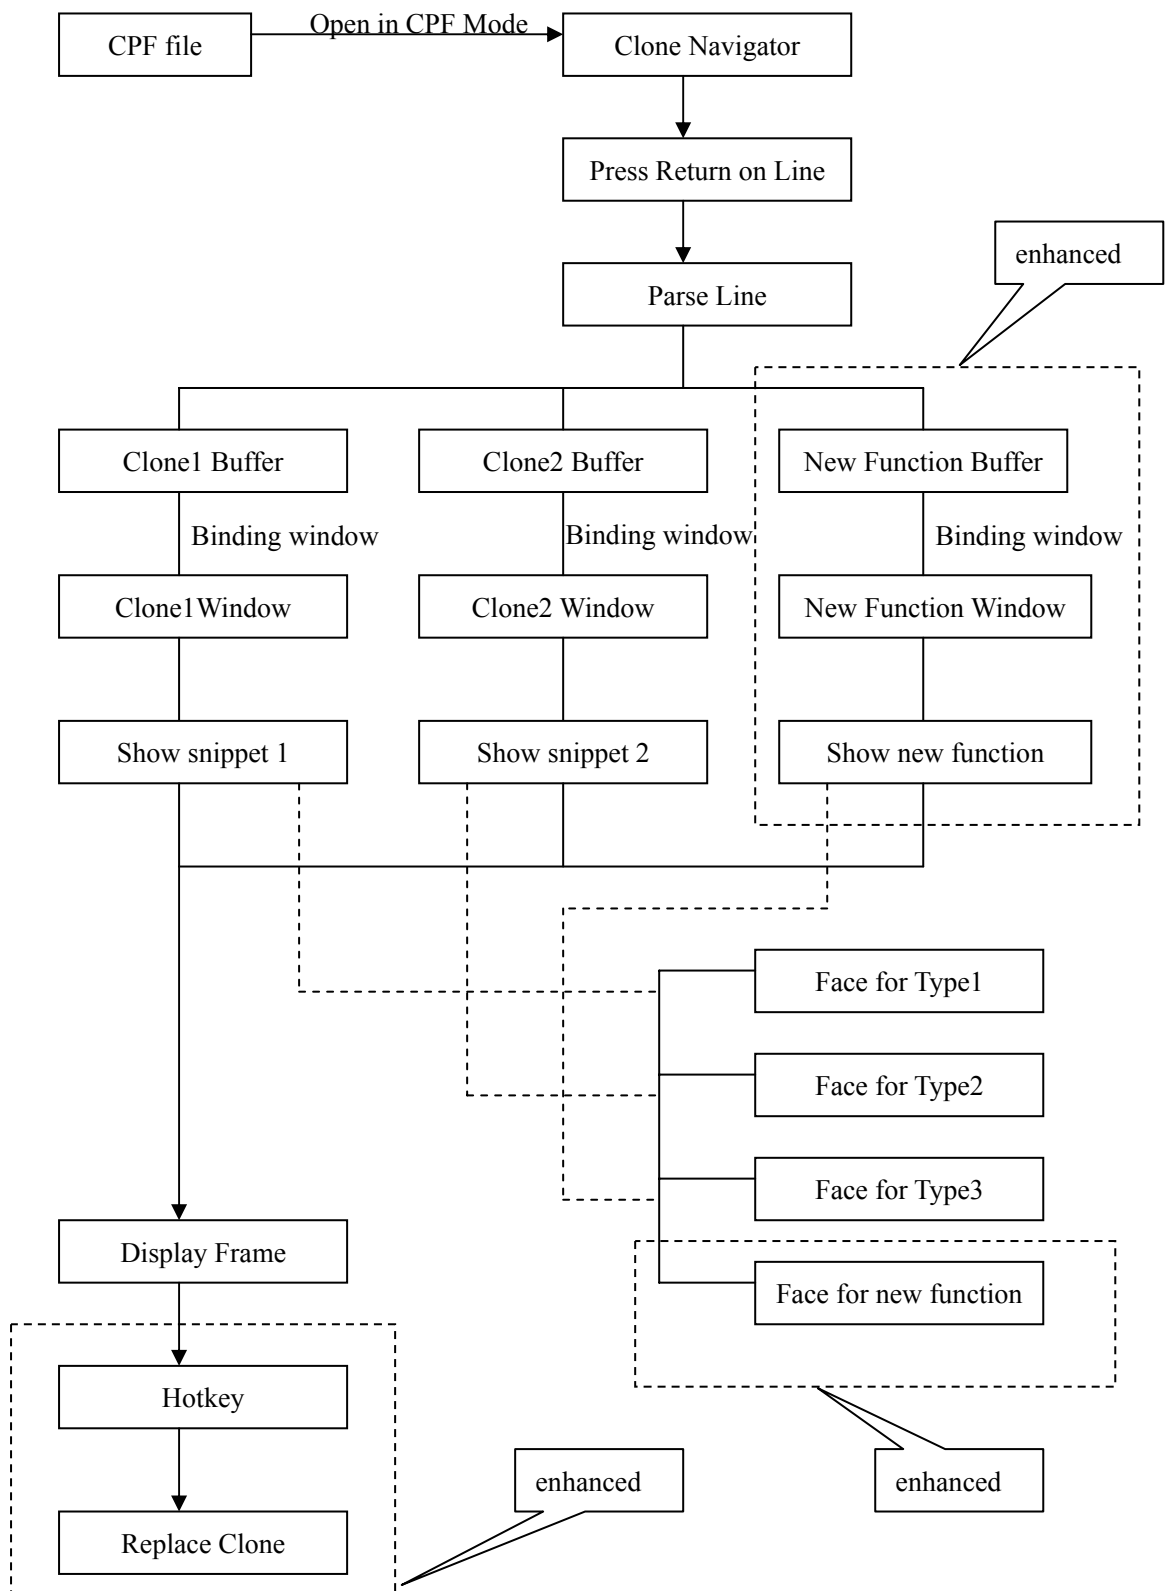 CPF file
Open in CPF Mode
Clone Navigator
Press Return on Line
Parse Line
enhanced
Clone1 Buffer
Clone2 Buffer
New Function Buffer
Binding window
Binding window
Binding window
Clone1Window
Clone2 Window
New Function Window
Show snippet 1
Show snippet 2
Show new function
Face for Type1
Face for Type2
Face for Type3
Display Frame
Face for new function
Hotkey
enhanced
enhanced
Replace Clone